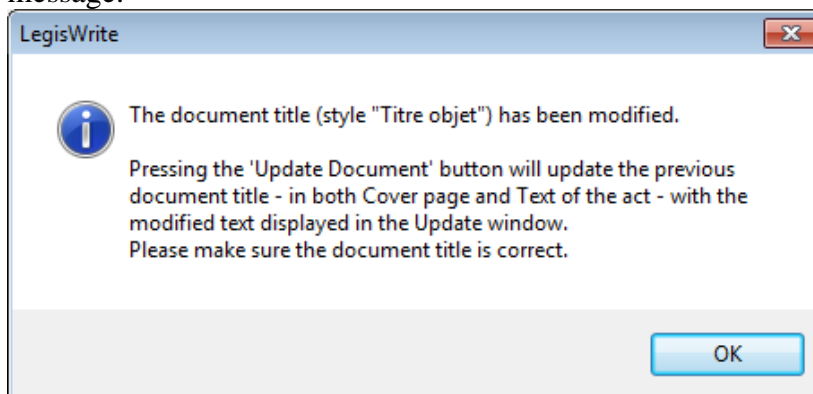 message.
LegisWrite
The document title (style "Titre objet") has been modified.
Pressing the 'Update Document' button will update the previous
document title - in both Cover page and Text of the act - with the
modified text displayed in the Update window.
Please make sure the document title is correct.
OK